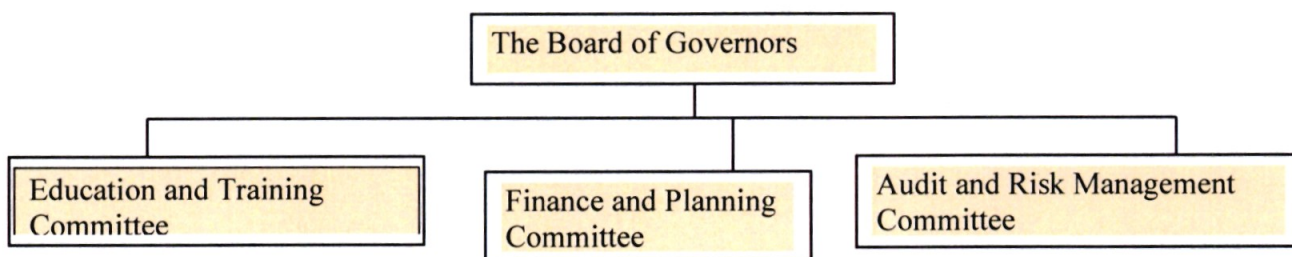 The Board of Governors
Education and Training
Committee
Finance and Planning
Committee
Audit and Risk Management
Committee